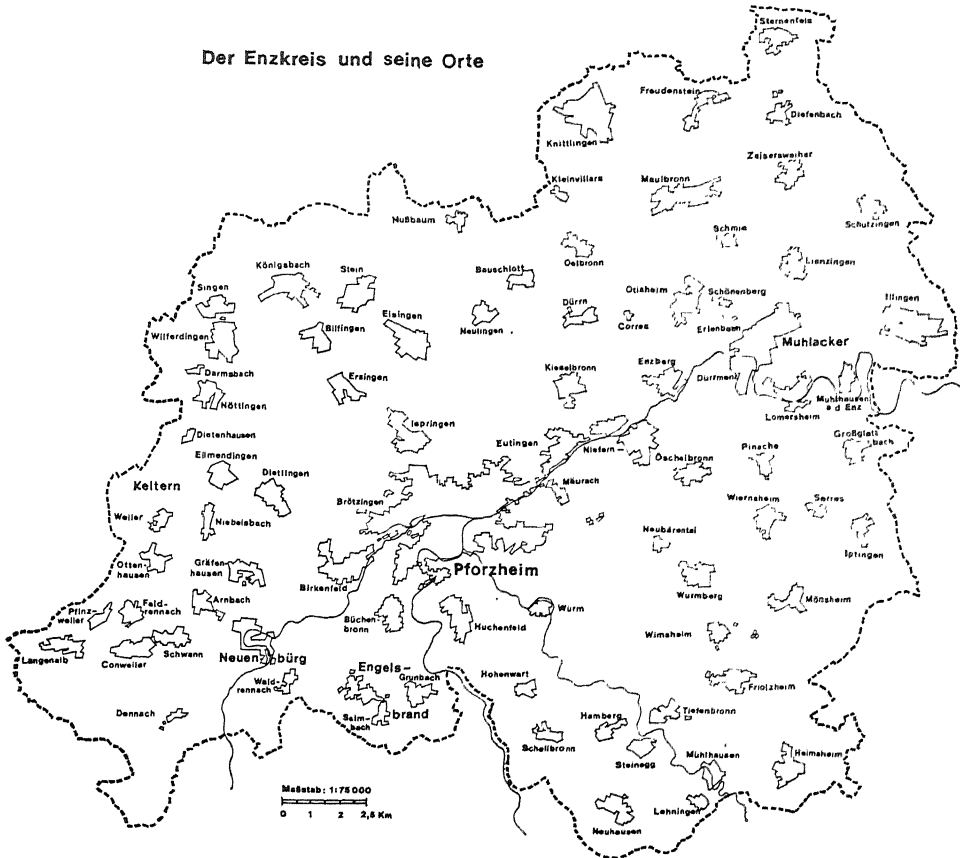 Sternenfels
Der Enzkreis und seine Orte
Freudenstein
Diefenbach
Knittlingen
Zaisersweiher
Kleinvillars
Maulbronn
Nußbaum
Schützingen
Schmie
Oelbronn
Lienzingen
Königsbach
Stein
Bauschlott
Singen
Otisheim
Schönenberg
Illingen
Dürrn
Eisingen
Neulingen
Corres
Erlenbach
Bilfingen
Wilferdingen
Mühlacker
Darmsbach
Ersingen
Kieselbronn
Enzberg
Dürrmenz
Nöttingen
Mühlhausen
a d Enz
Lomersheim
Dietenhausen
Ispringen
Eutingen
Niefern
Großglatt
bach
Öschelbronn
Pinache
Ellmendingen
Dietlingen
Keltern
Mäurach
Brötzingen
Wiernsheim
Serres
Weiler
Niebelsbach
Neubärental
Iptingen
Otten-
hausen
Gräfen
hausen
Pforzheim
Birkenfeld
Wurmberg
Mönsheim
Pfinz-
weiler
Feld-
rennach
Arnbach
Büchen
bronn
Huchenfeld
Würm
Wimsheim
Langenalb
Conweiler
Schwann
Neuenbürg
Engels-
brand
Grunbach
Hohenwart
Wald-
rennach
Friolzheim
Dennach
Salm-
bach
Hamberg
Tiefenbronn
Schellbronn
Steinegg
Mühlhausen
Heimsheim
Maßstab: 1:75000
0 1 2 2,5 Km
Lehningen
Neuhausen